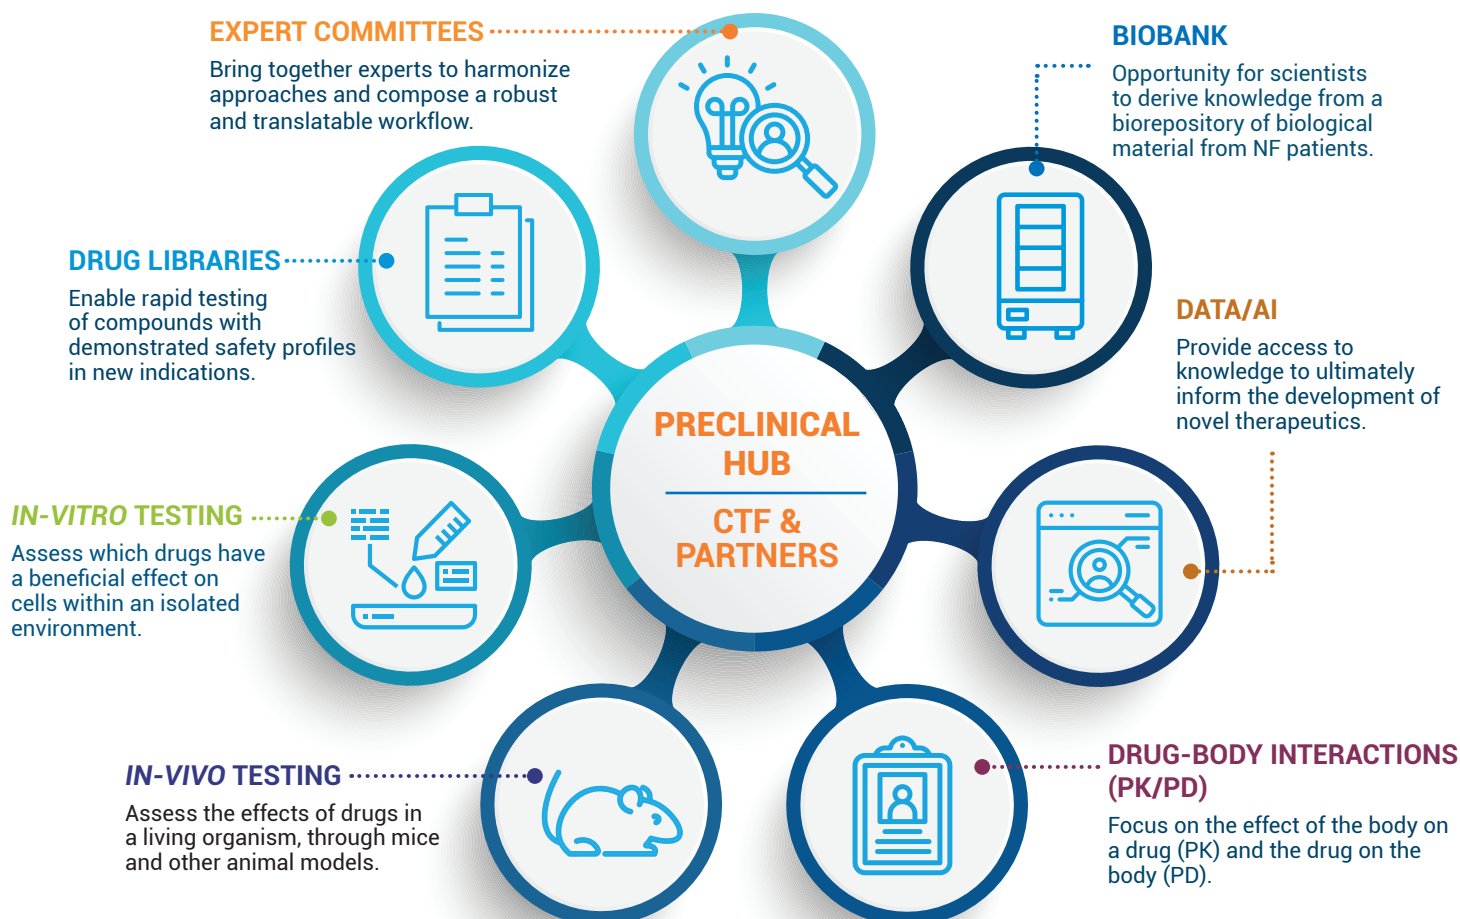 EXPERT COMMITTEES
Bring together experts to harmonize
approaches and compose a robust
and translatable workflow.
BIOBANK
Opportunity for scientists
to derive knowledge from a
biorepository of biological
material from NF patients.
DRUG LIBRARIES
Enable rapid testing
of compounds with
demonstrated safety profiles
in new indications.
DATA/AI
Provide access to
knowledge to ultimately
inform the development of
novel therapeutics.
PRECLINICAL
HUB
CTF &
PARTNERS
IN-VITRO TESTING
Assess which drugs have
a beneficial effect on
cells within an isolated
environment.
IN-VIVO TESTING
Assess the effects of drugs in
a living organism, through mice
and other animal models.
DRUG-BODY INTERACTIONS
(PK/PD)
Focus on the effect of the body on
a drug (PK) and the drug on the
body (PD).